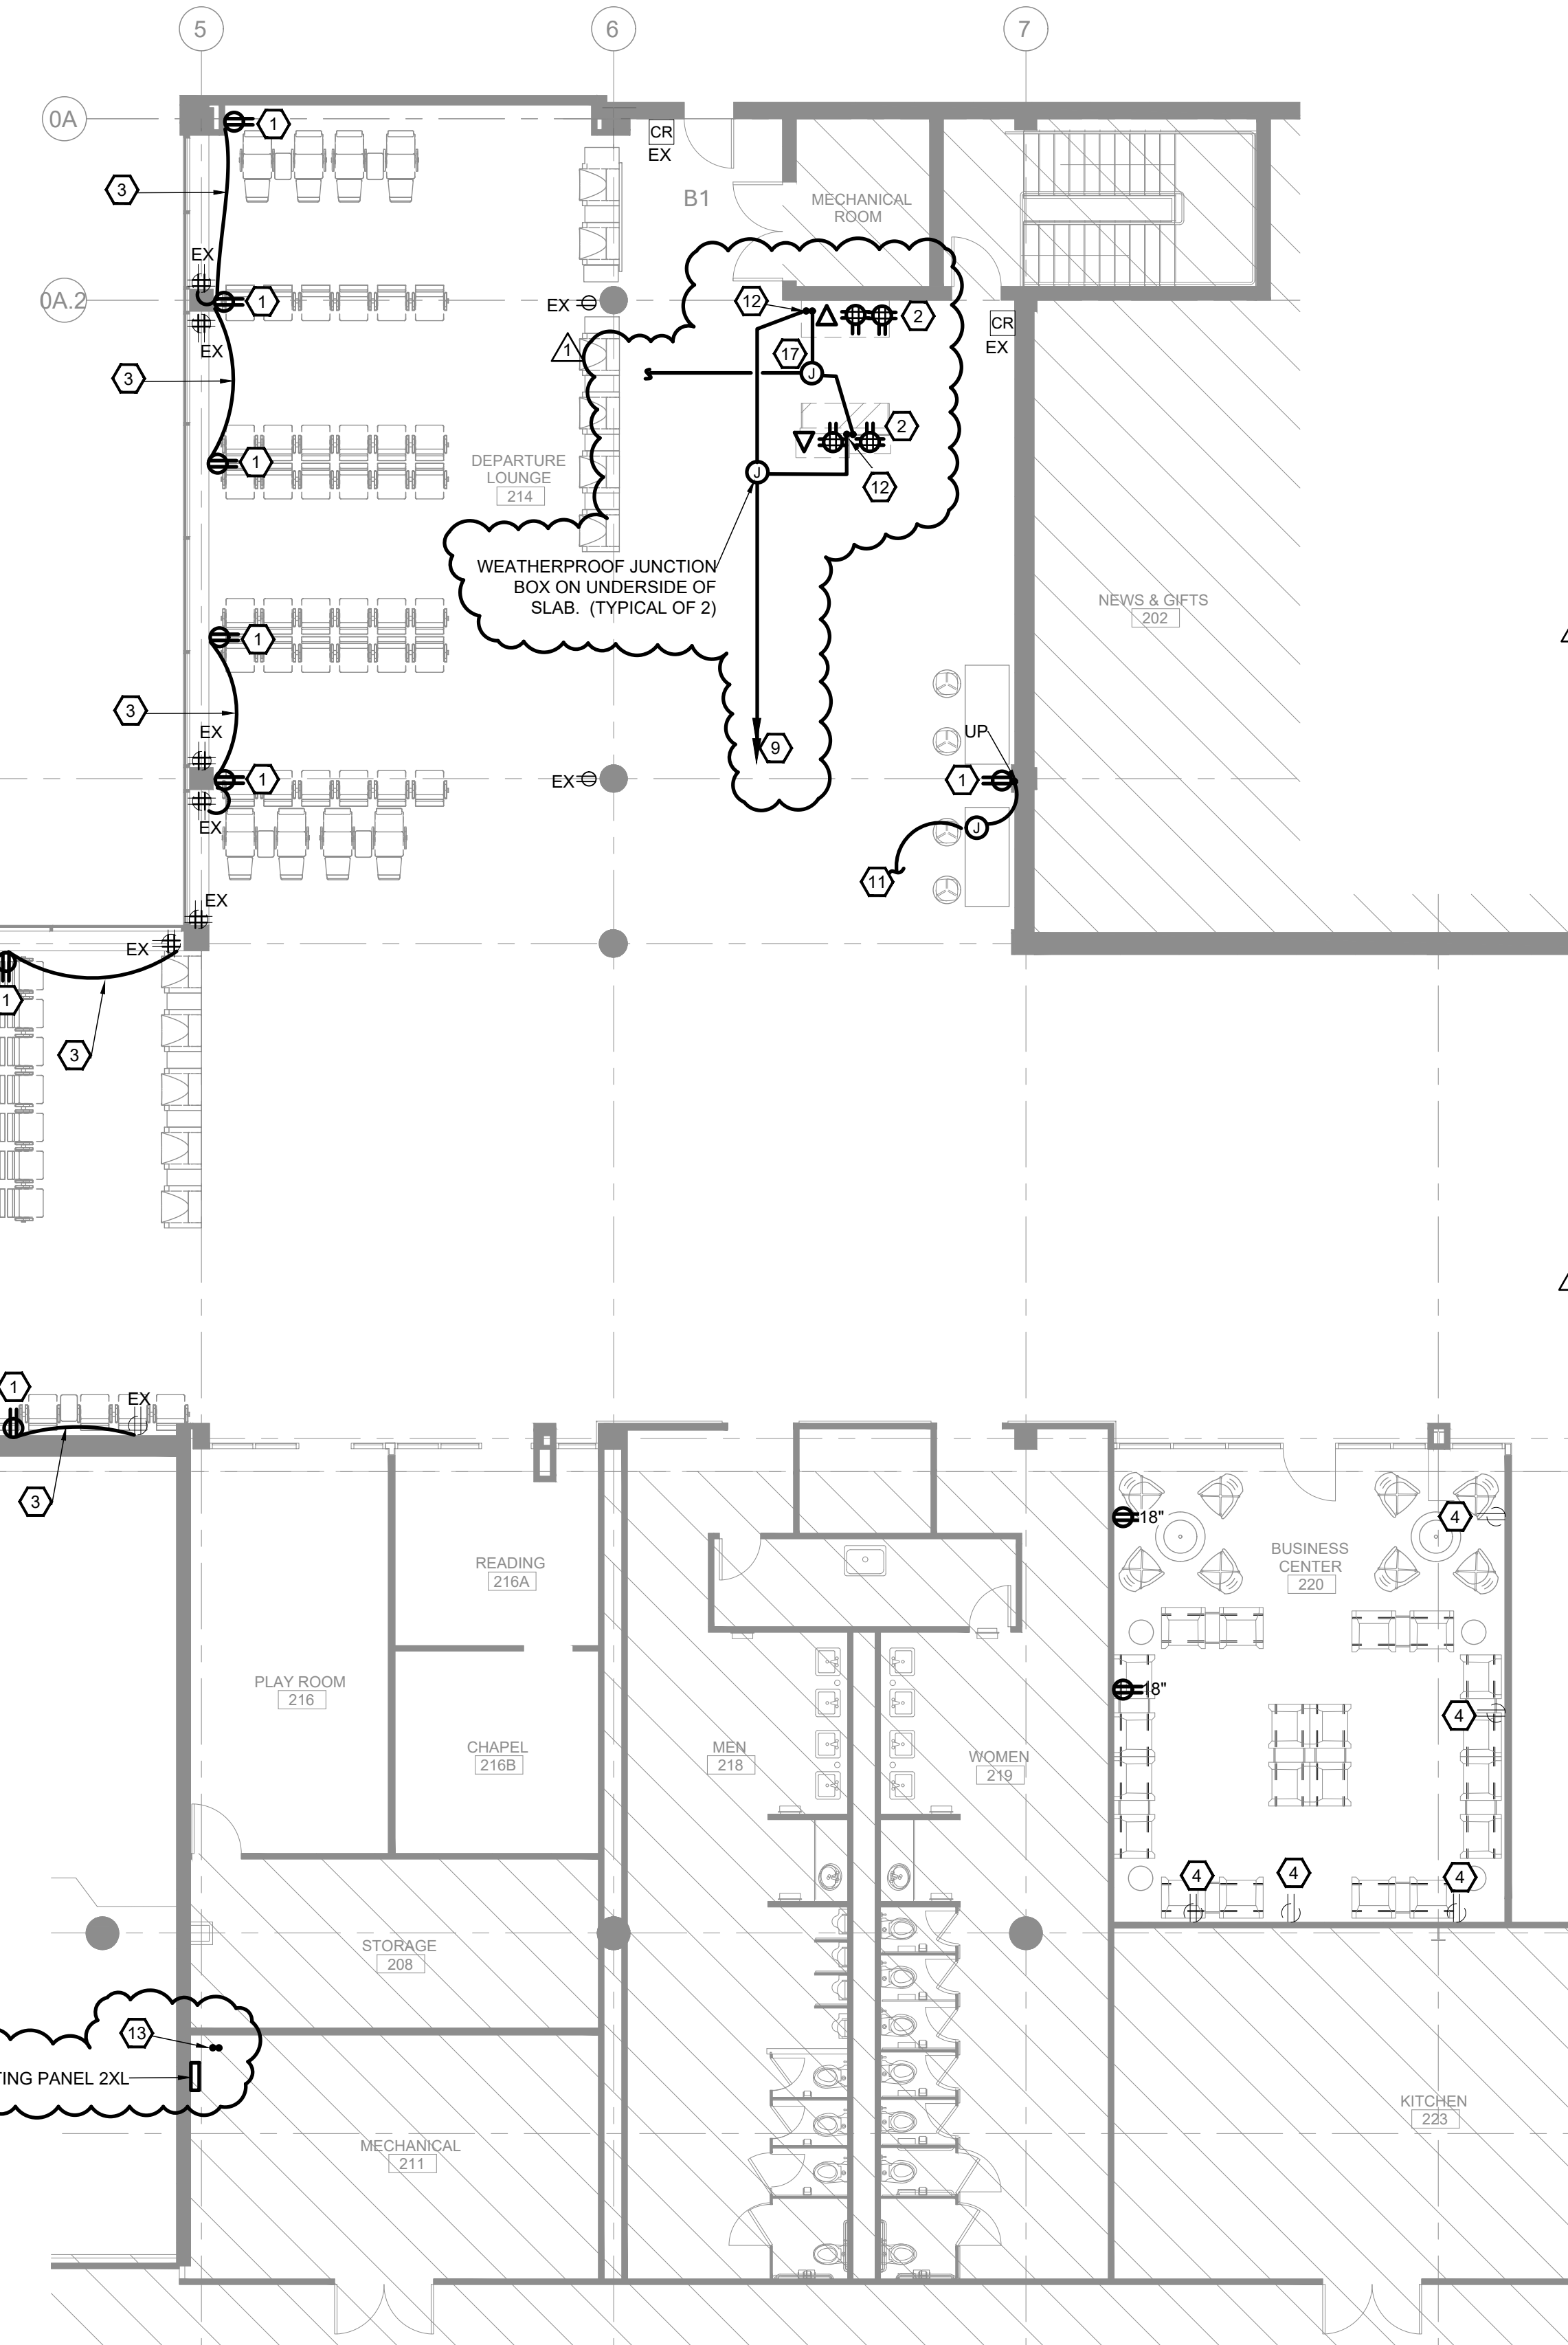 5
6
7
0A
1
CR
EX
3
B1
MECHANICAL
ROOM
EX
0A.2
1
EX
12
2
CR
EX
EX
1
17
J
3
2
1
DEPARTURE
LOUNGE
214
J
12
WEATHERPROOF JUNCTION
BOX ON UNDERSIDE OF
SLAB. (TYPICAL OF 2)
NEWS & GIFTS
202
1
3
EX
UP
9
1
EX
1
EX
J
11
EX
EX
1
3
1
EX
3
18"
4
READING
216A
BUSINESS
CENTER
220
PLAY ROOM
216
18"
4
CHAPEL
216B
MEN
218
WOMEN
219
4
4
4
STORAGE
208
13
TING PANEL 2XL
KITCHEN
223
MECHANICAL
211